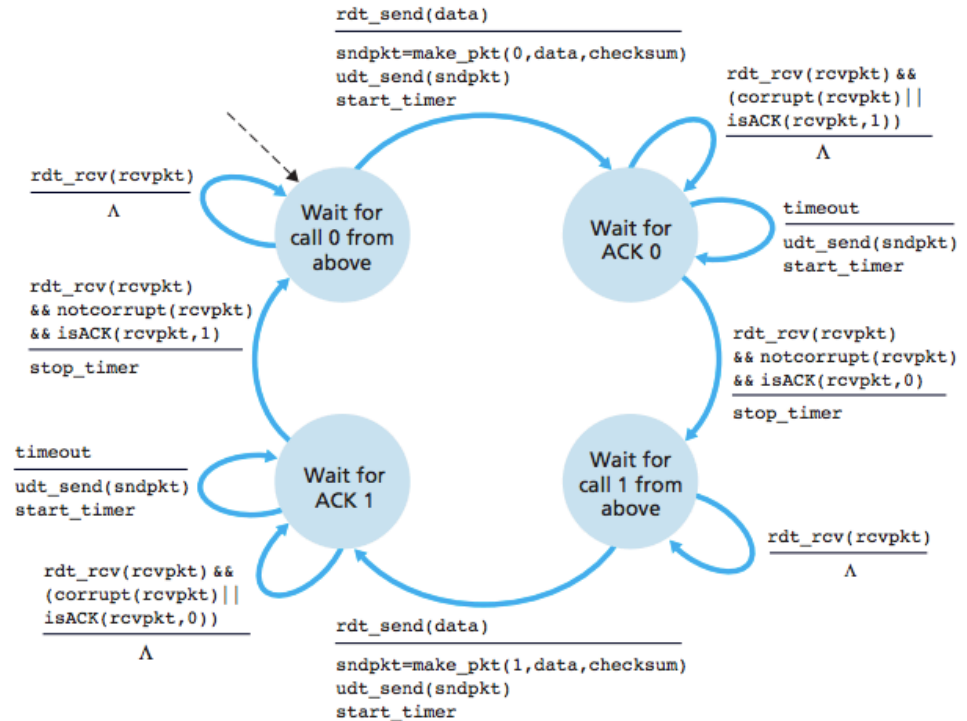 rdt_send(data)
sndpkt=make_pkt(0,data,checksum)
udt_send(sndpkt)
start_timer
rdt_rcv(rcvpkt) &&
(corrupt(rcvpkt)||
isACK(rcvpkt,1))
Λ
rdt_rcv(rcvpkt)
Λ
Wait for
call 0 from
above
Wait for
ACK 0
timeout
udt_send(sndpkt)
start_timer
rdt_rcv(rcvpkt)
&& notcorrupt(rcvpkt)
&& isACK(rcvpkt,1)
stop_timer
rdt_rcv(rcvpkt)
&& notcorrupt(rcvpkt)
&& isACK(rcvpkt,0)
stop_timer
timeout
udt_send(sndpkt)
start_timer
Wait for
ACK 1
Wait for
call 1 from
above
rdt_rcv(rcvpkt)
Λ
rdt_rcv(rcvpkt) &&
(corrupt(rcvpkt)||
isACK(rcvpkt,0))
Λ
rdt_send(data)
sndpkt=make_pkt(1,data,checksum)
udt_send(sndpkt)
start_timer